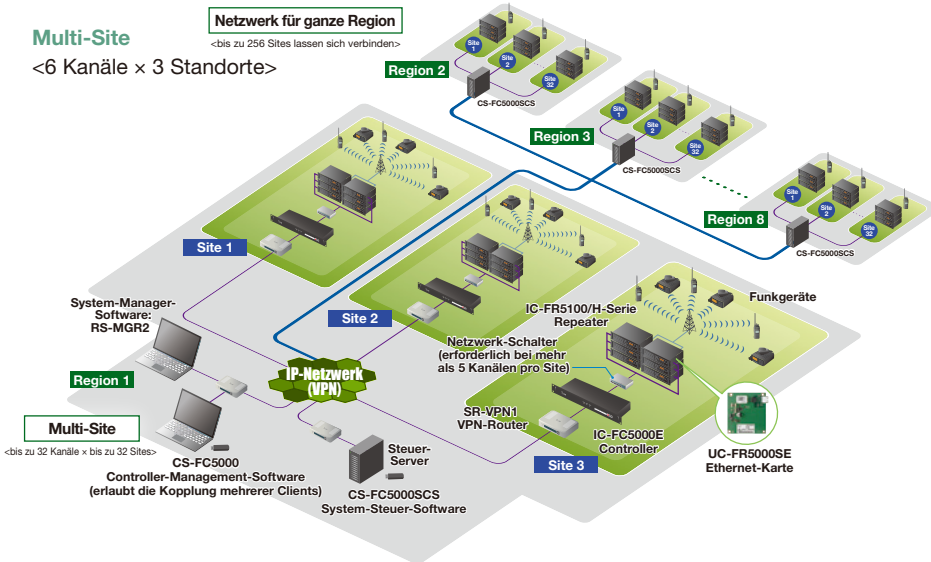 Multi-Site
<6 Kanäle × 3 Standorte>
Netzwerk für ganze Region
<bis zu 256 Sites lassen sich verbinden>
Region 2
Site 1
Site 2
Site 32
CS-FC5000SCS
Region 3
Site 1
Site 2
Site 32
CS-FC5000SCS
Region 8
Site 1
Site 2
Site 32
CS-FC5000SCS
Site 1
Site 2
System-Manager-
Software:
RS-MGR2
Region 1
Multi-Site
<bis zu 32 Kanäle × bis zu 32 Sites>
CS-FC5000
Controller-Management-Software
(erlaubt die Kopplung mehrerer Clients)
IP-Netzwerk
(VPN)
Steuer-
Server
CS-FC5000SCS
System-Steuer-Software
IC-FR5100/H-Serie
Repeater
Funkgeräte
Netzwerk-Schalter
(erforderlich bei mehr
als 5 Kanälen pro Site)
SR-VPN1
VPN-Router
IC-FC5000E
Controller
Site 3
UC-FR5000SE
Ethernet-Karte